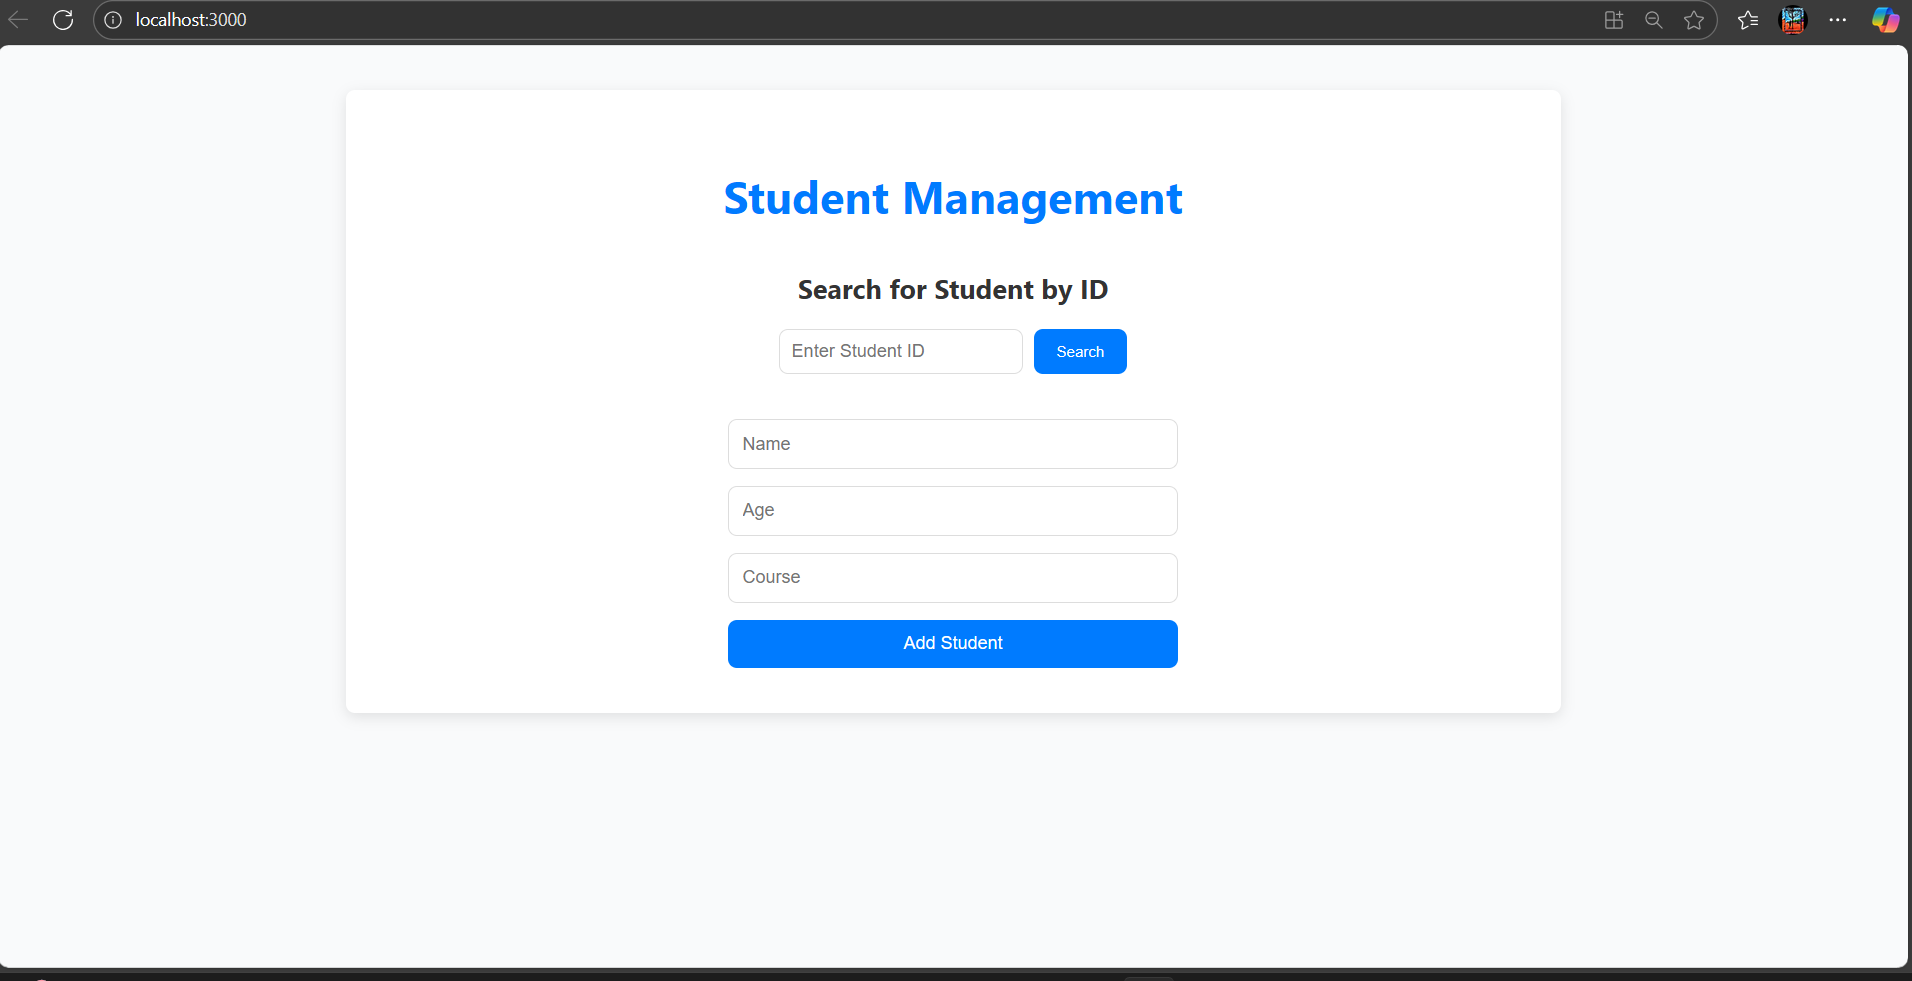 localhost:3000
Student Management
Search for Student by ID
Enter Student ID
Search
Name
Age
Course
Add Student